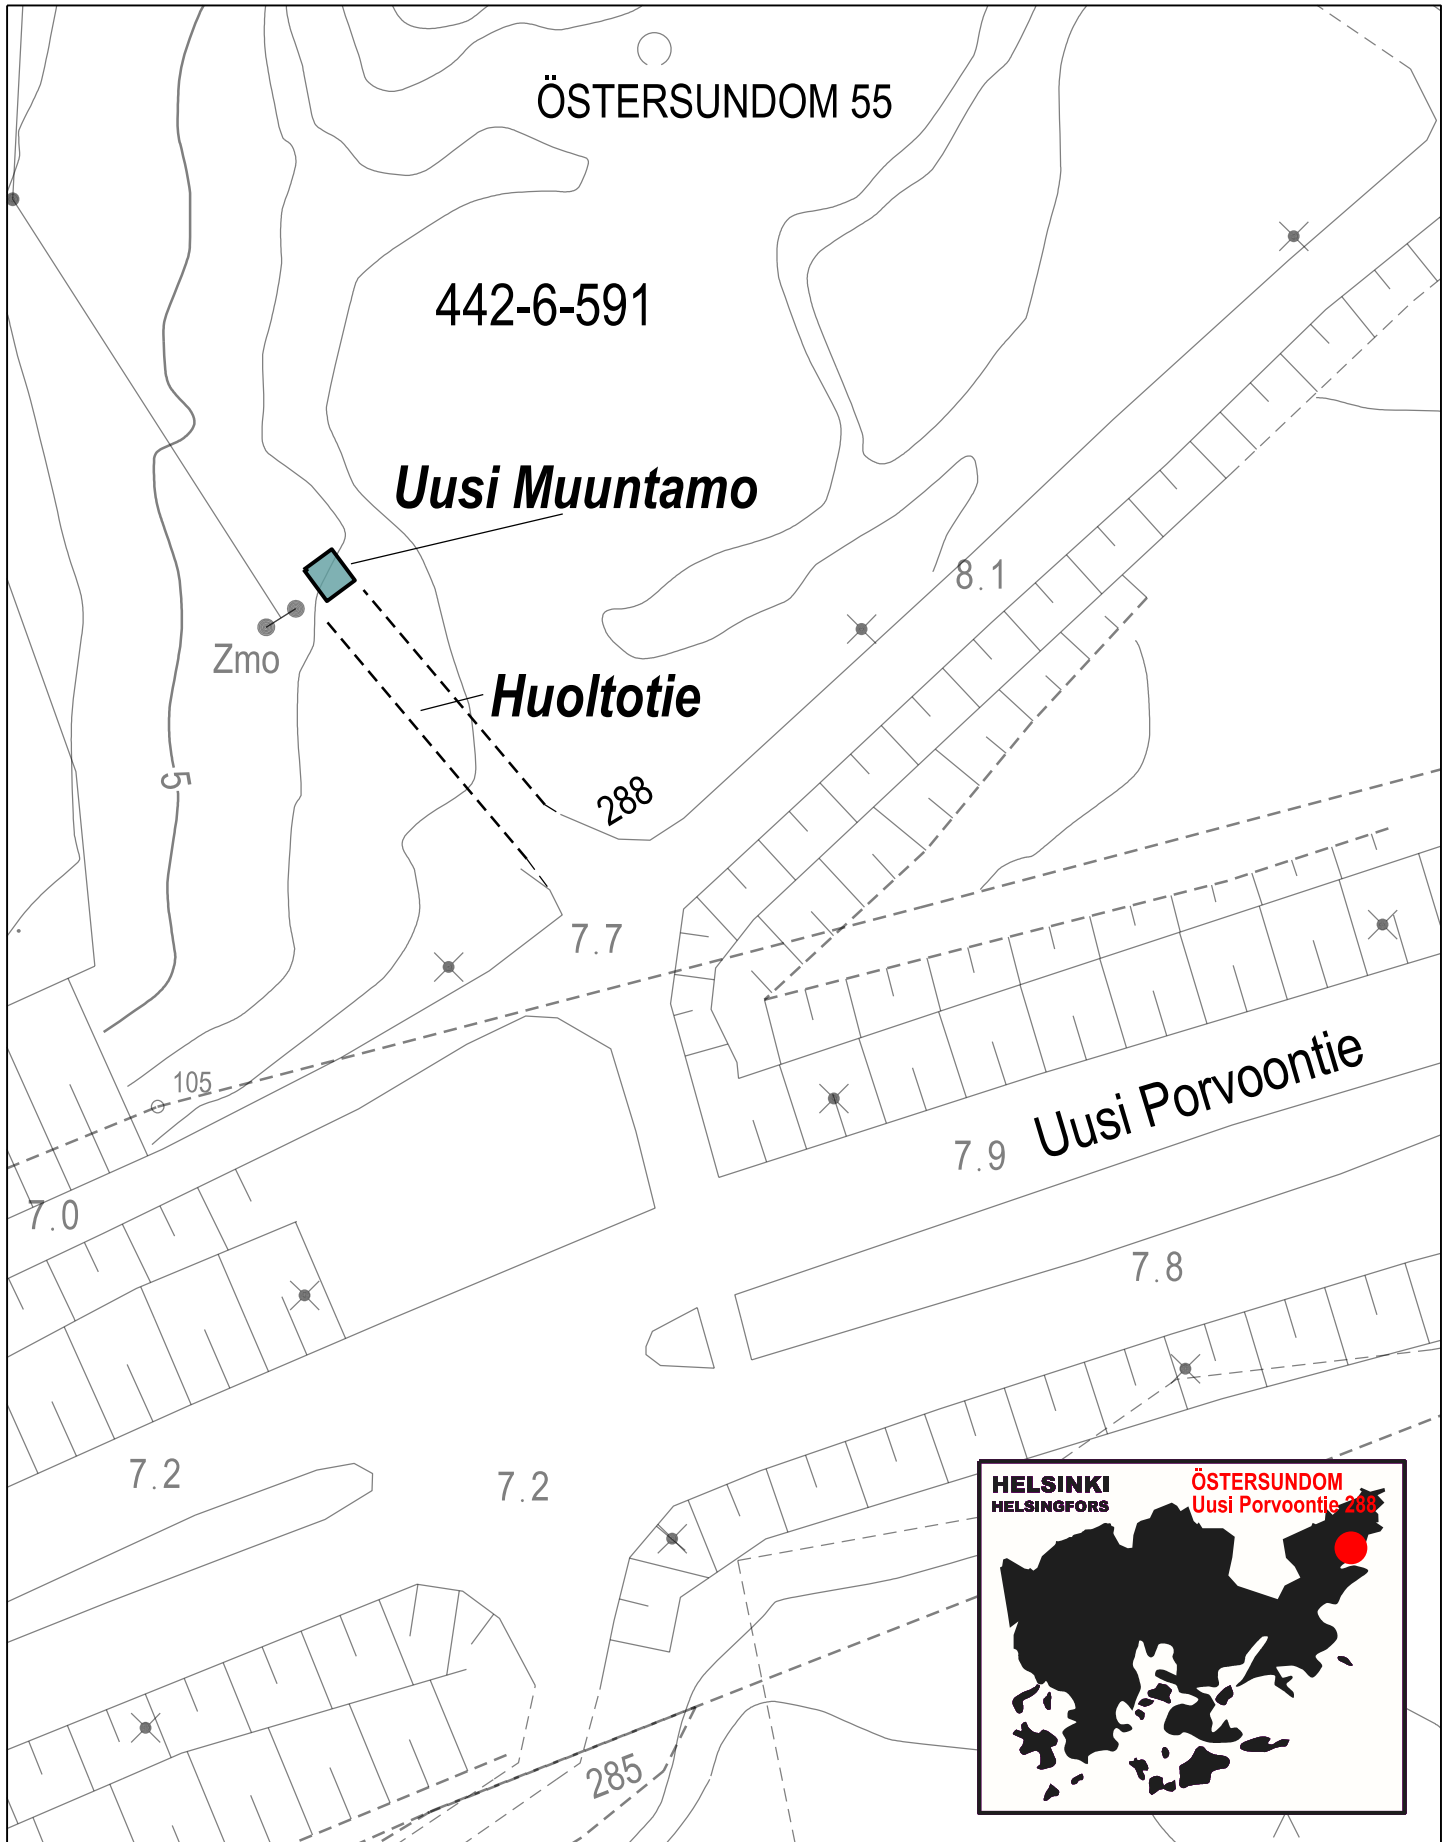 ÖSTERSUNDOM 55
442-6-591
Uusi Muuntamo
8.1
Zmo
Huoltotie
5
288
7.7
Uusi Porvoontie
105
7.9
7.0
7.8
7.2
7.2
HELSINKI
HELSINGFORS
ÖSTERSUNDOM
Uusi Porvoontie 288
285